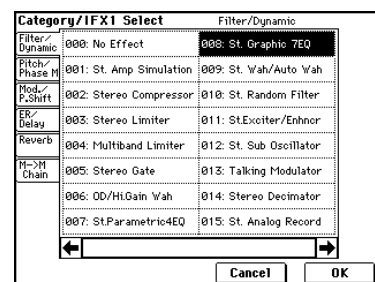 Category/IFX1 Select Filter/Dynamic
Filter/
Dynamic
Pitch/
Phase M
Mod./
P.Shift
ER/
Delay
Reverb
M->M
Chain
000: No Effect
001: St. Amp Simulation
002: Stereo Compressor
003: Stereo Limiter
004: Multiband Limiter
005: Stereo Gate
006: OD/Hi.Gain Wah
007: St.Parametric4EQ
008: St. Graphic 7EQ
009: St. Wah/Auto Wah
010: St. Random Filter
011: St.Exciter/Enhncr
012: St. Sub Oscillator
013: Talking Modulator
014: Stereo Decimator
015: St. Analog Record
Cancel OK